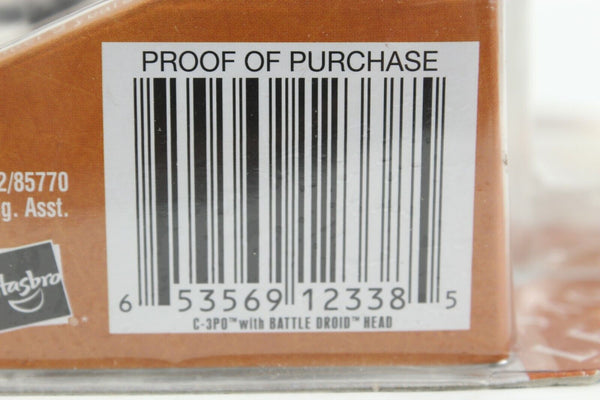 PROOF OF PURCHASE
2/85770
g. Asst.
Hasbro
6 53569 12338 5
C-3PO™ with BATTLE DROID™ HEAD